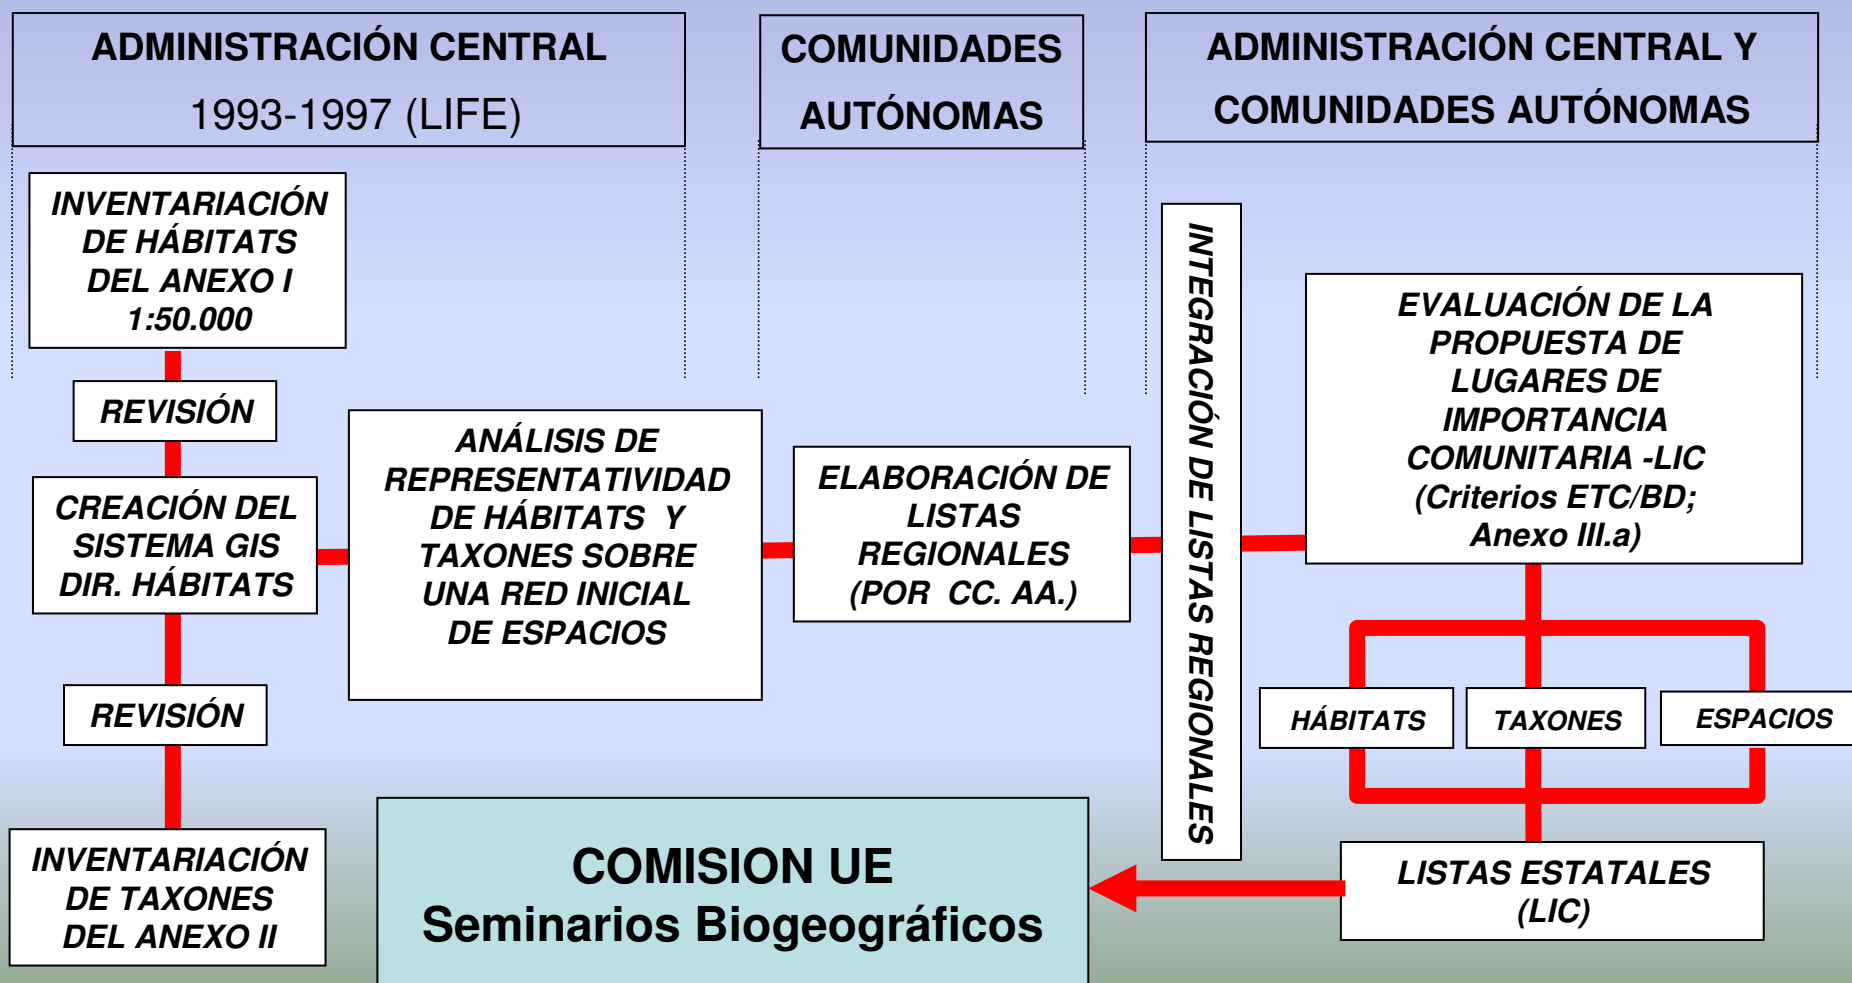 ADMINISTRACIÓN CENTRAL
1993-1997 (LIFE)
COMUNIDADES
AUTÓNOMAS
ADMINISTRACIÓN CENTRAL Y
COMUNIDADES AUTÓNOMAS
INVENTARIACIÓN
DE HÁBITATS
DEL ANEXO I
1:50.000
REVISIÓN
CREACIÓN DEL
SISTEMA GIS
DIR. HÁBITATS
REVISIÓN
INVENTARIACIÓN
DE TAXONES
DEL ANEXO II
ANÁLISIS DE
REPRESENTATIVIDAD
DE HÁBITATS Y
TAXONES SOBRE
UNA RED INICIAL
DE ESPACIOS
ELABORACIÓN DE
LISTAS
REGIONALES
(POR CC. AA.)
INTEGRACIÓN DE LISTAS REGIONALES
EVALUACIÓN DE LA
PROPUESTA DE
LUGARES DE
IMPORTANCIA
COMUNITARIA -LIC
(Criterios ETC/BD;
Anexo III.a)
HÁBITATS
TAXONES
ESPACIOS
LISTAS ESTATALES
(LIC)
COMISION UE
Seminarios Biogeográficos